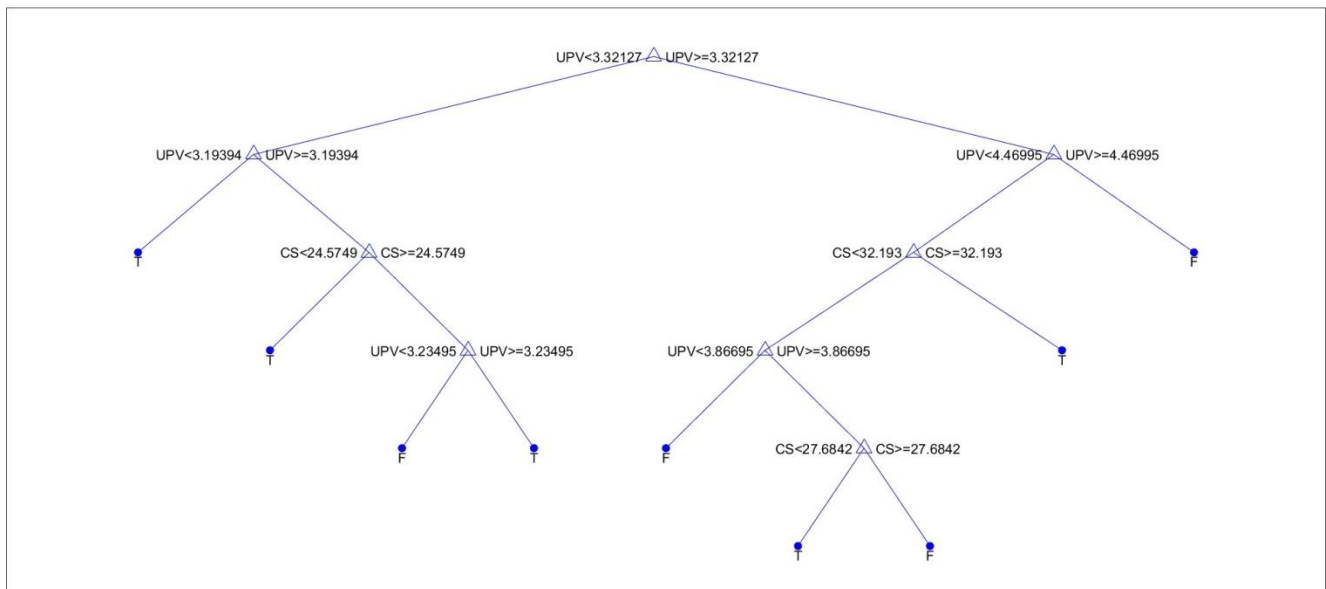 UPV<3.32127 UPV>=3.32127
UPV<3.19394 UPV>=3.19394 UPV<4.46995 UPV>=4.46995
T CS<24.5749 CS>=24.5749 CS<32.193 CS>=32.193 F
T UPV<3.23495 UPV>=3.23495 UPV<3.86695 UPV>=3.86695 T
F T F CS<27.6842 CS>=27.6842
T F